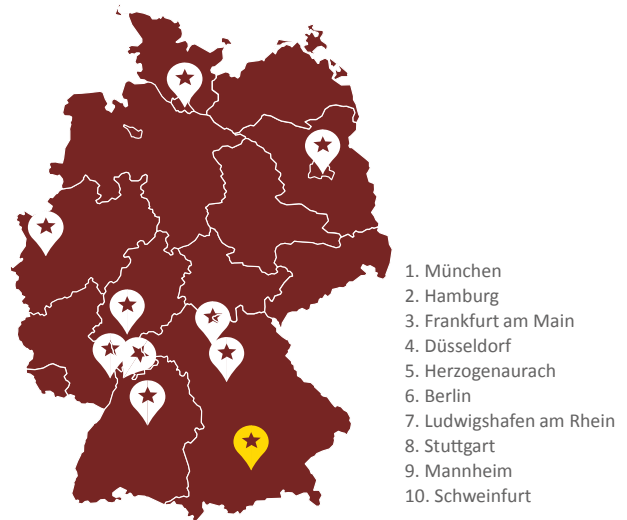 1. München
2. Hamburg
3. Frankfurt am Main
4. Düsseldorf
5. Herzogenaurach
6. Berlin
7. Ludwigshafen am Rhein
8. Stuttgart
9. Mannheim
10. Schweinfurt